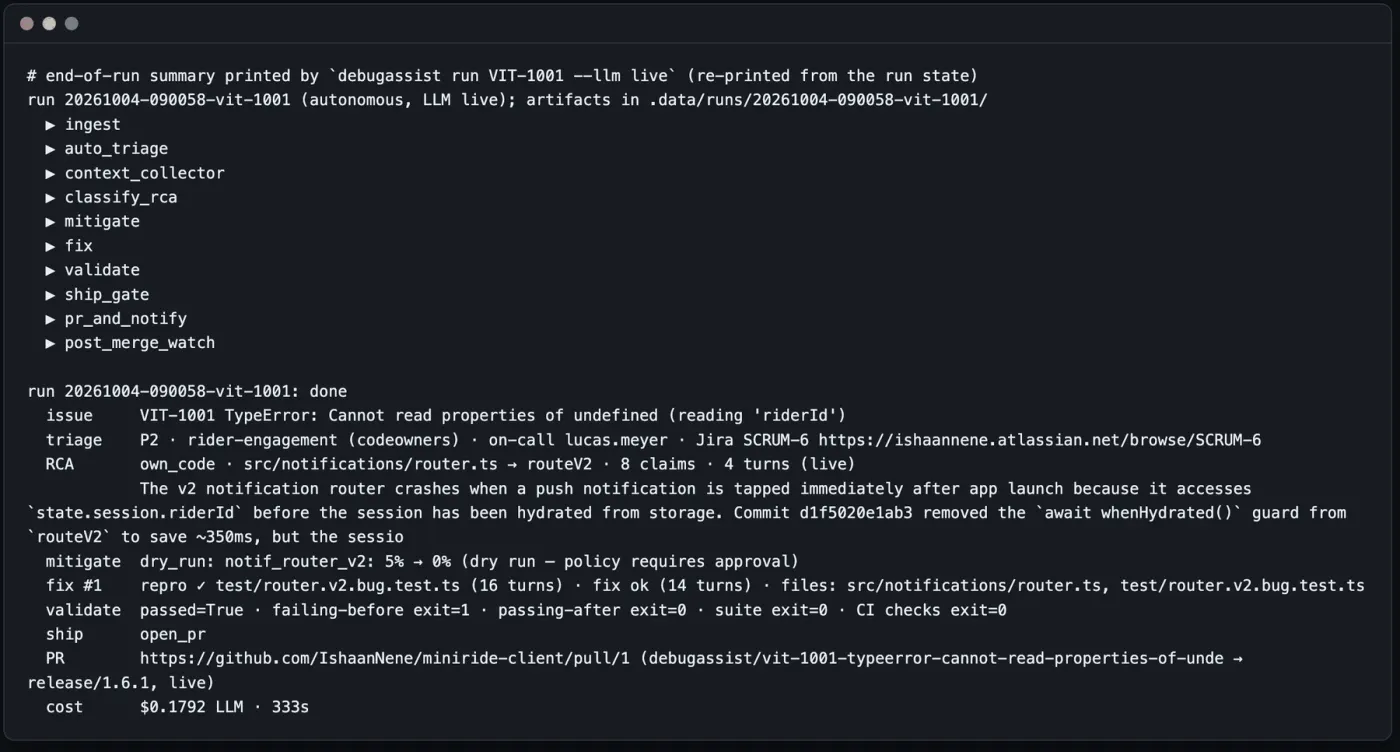 # end-of-run summary printed by `debugassist run VIT-1001 --llm live` (re-printed from the run state)
run 20261004-090058-vit-1001 (autonomous, LLM live); artifacts in .data/runs/20261004-090058-vit-1001/
▶ ingest
▶ auto_triage
▶ context_collector
▶ classify_rca
▶ mitigate
▶ fix
▶ validate
▶ ship_gate
▶ pr_and_notify
▶ post_merge_watch
run 20261004-090058-vit-1001: done
issue VIT-1001 TypeError: Cannot read properties of undefined (reading 'riderId')
triage P2 · rider-engagement (codeowners) · on-call lucas.meyer · Jira SCRUM-6 https://ishaannene.atlassian.net/browse/SCRUM-6
RCA own_code · src/notifications/router.ts → routeV2 · 8 claims · 4 turns (live)
The v2 notification router crashes when a push notification is tapped immediately after app launch because it accesses
`state.session.riderId` before the session has been hydrated from storage. Commit d1f5020e1ab3 removed the `await whenHydrated()` guard from
`routeV2` to save ~350ms, but the sessio
mitigate dry_run: notif_router_v2: 5% → 0% (dry run — policy requires approval)
fix #1 repro ✓ test/router.v2.bug.test.ts (16 turns) · fix ok (14 turns) · files: src/notifications/router.ts, test/router.v2.bug.test.ts
validate passed=True · failing-before exit=1 · passing-after exit=0 · suite exit=0 · CI checks exit=0
ship open_pr
PR https://github.com/IshaanNene/miniride-client/pull/1 (debugassist/vit-1001-typeerror-cannot-read-properties-of-unde →
release/1.6.1, live)
cost $0.1792 LLM · 333s